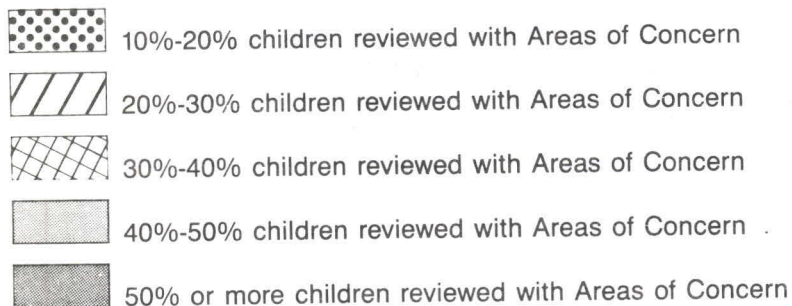 10%-20% children reviewed with Areas of Concern
20%-30% children reviewed with Areas of Concern
30%-40% children reviewed with Areas of Concern
40%-50% children reviewed with Areas of Concern
50% or more children reviewed with Areas of Concern